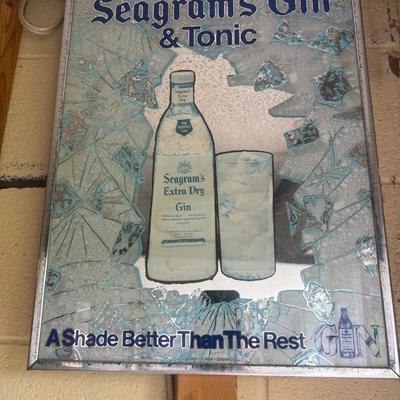 Seagram's Gin
& Tonic
Seagram's
Extra Dry
Gin
A Shade Better Than The Rest
GIN